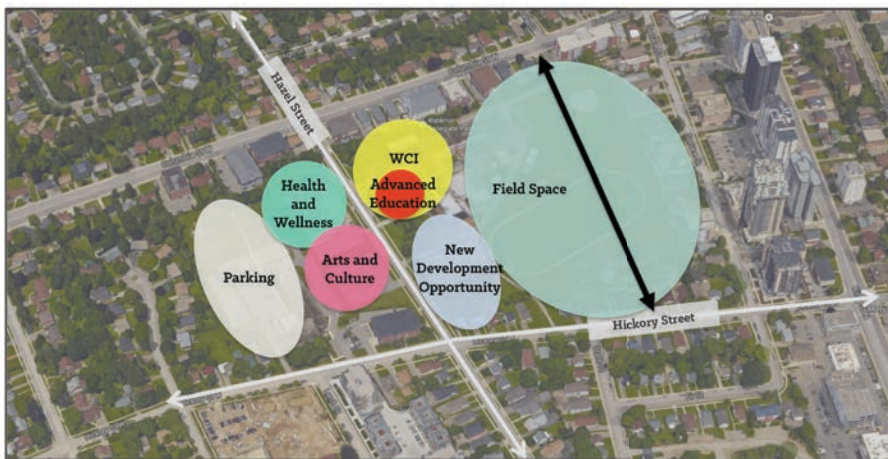 Hazel Street
WCI
Advanced
Education
Health
and
Wellness
Field Space
Arts and
Culture
New
Development
Opportunity
Parking
Hickory Street